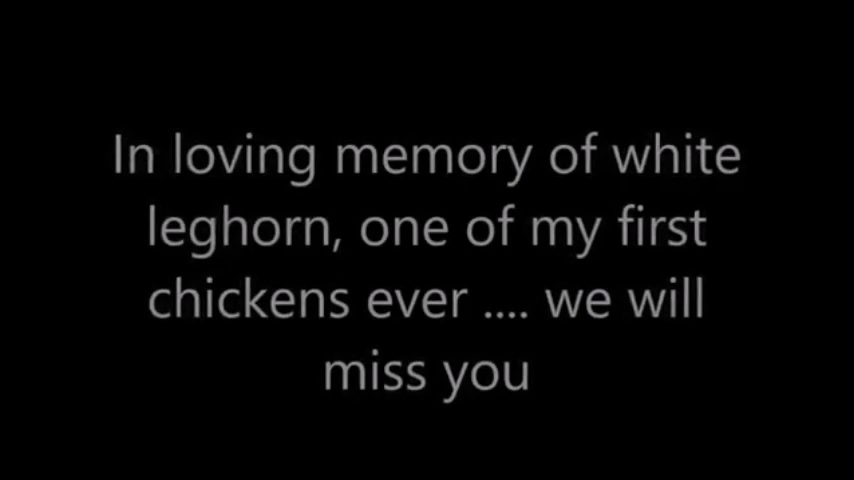 In loving memory of white
leghorn, one of my first
chickens ever .... we will
miss you